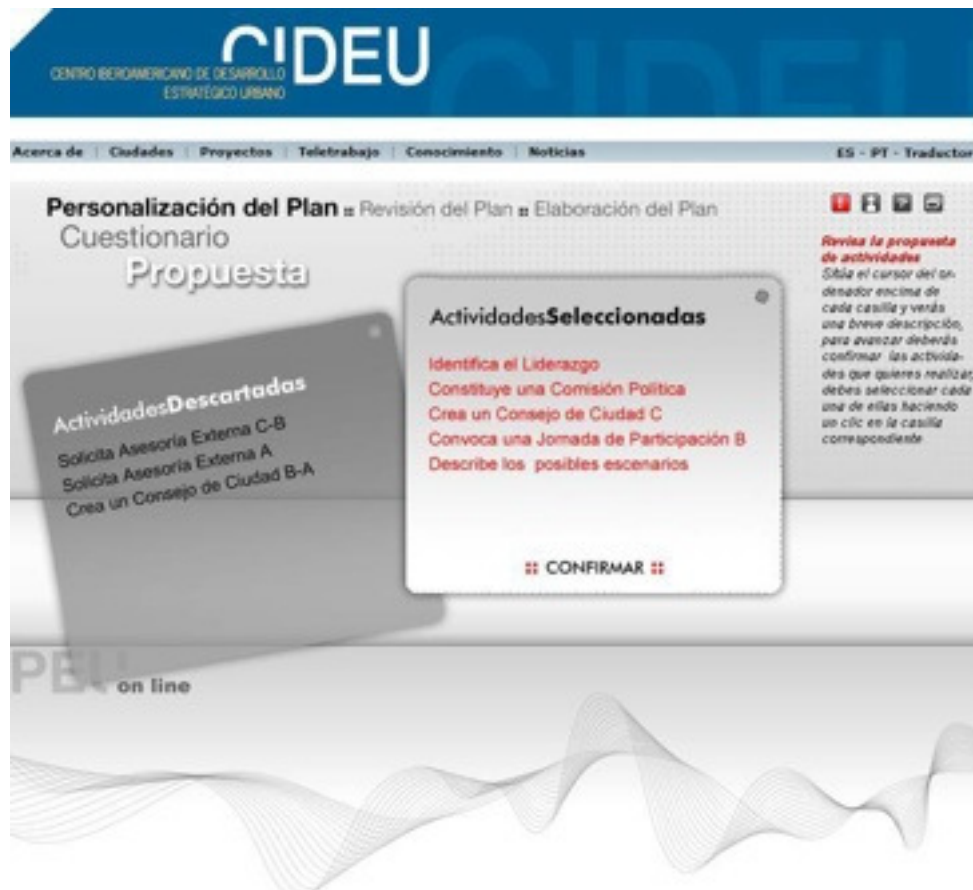 CIDEU
CENTRO IBEROAMERICANO DE DESARROLLO
ESTRATÉGICO URBANO
CIDEU
Acerca de | Ciudades | Proyectos | Teletrabajo | Conocimiento | Noticias
ES - PT - Traductor
Personalización del Plan :: Revisión del Plan :: Elaboración del Plan
Cuestionario
Propuesta
ActividadesDescartadas
Solicita Asesoría Externa C-B
Solicita Asesoría Externa A
Crea un Consejo de Ciudad B-A
ActividadesSeleccionadas
Identifica el Liderazgo
Constituye una Comisión Política
Crea un Consejo de Ciudad C
Convoca una Jornada de Participación B
Describe los posibles escenarios
:: CONFIRMAR ::
Revisa la propuesta
de actividades
Sitúa el cursor del or-
denador encima de
cada casilla y verás
una breve descripción,
para avanzar deberás
confirmar las activida-
des que quieres realizar,
debes seleccionar cada
una de ellas haciendo
un clic en la casilla
correspondiente
PEU on line